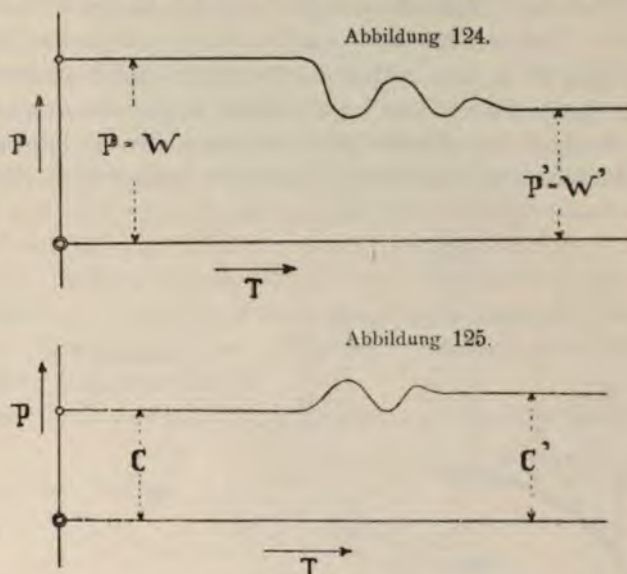 Abbildung 124.
P
P = W
P' = W'
T
Abbildung 125.
P
C
C'
T